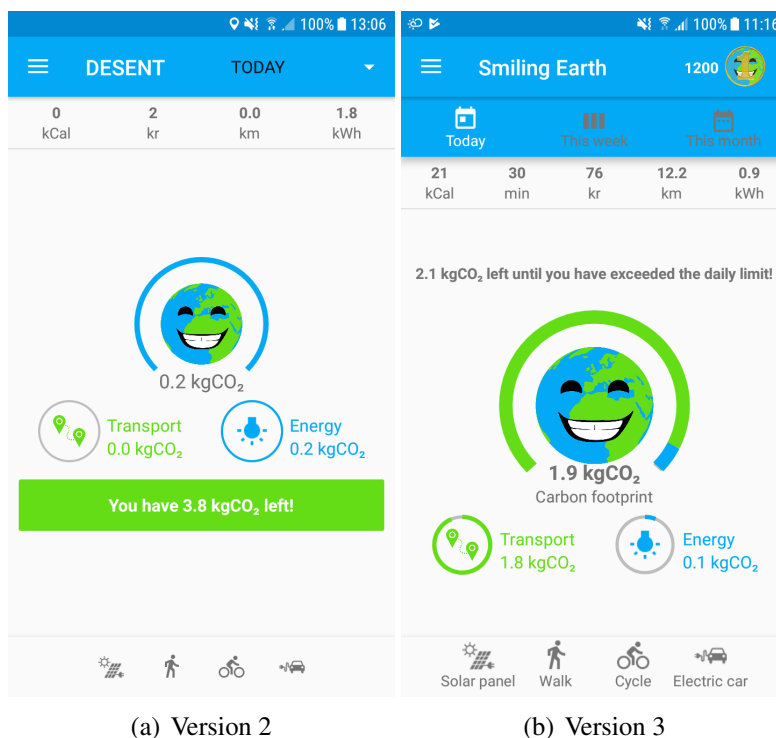 100% 13:06
DESENT TODAY
0 2 0.0 1.8
kCal kr km kWh
0.2 kgCO₂
Transport Energy
0.0 kgCO₂ 0.2 kgCO₂
You have 3.8 kgCO₂ left!
(a) Version 2
100% 11:16
Smiling Earth 1200 1
Today This week This month
21 30 76 12.2 0.9
kCal min kr km kWh
2.1 kgCO₂ left until you have exceeded the daily limit!
1.9 kgCO₂
Carbon footprint
Transport Energy
1.8 kgCO₂ 0.1 kgCO₂
Solar panel Walk Cycle Electric car
(b) Version 3